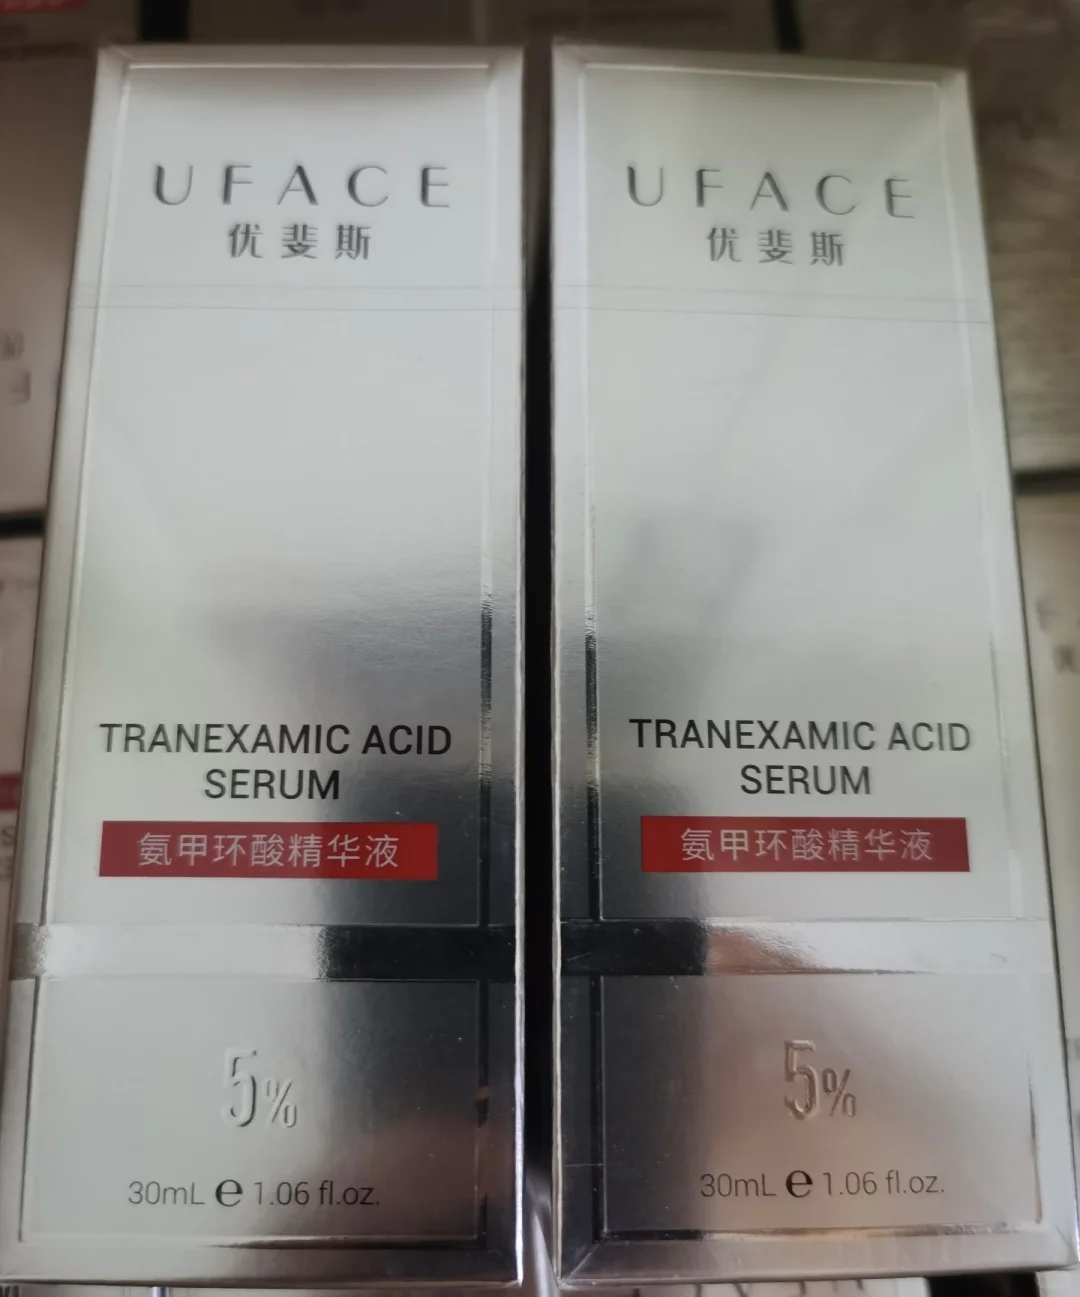 UFACE
优斐斯
TRANEXAMIC ACID
SERUM
氨甲环酸精华液
5%
30mL e 1.06 fl.oz.
UFACE
优斐斯
TRANEXAMIC ACID
SERUM
氨甲环酸精华液
5%
30mL e 1.06 fl.oz.